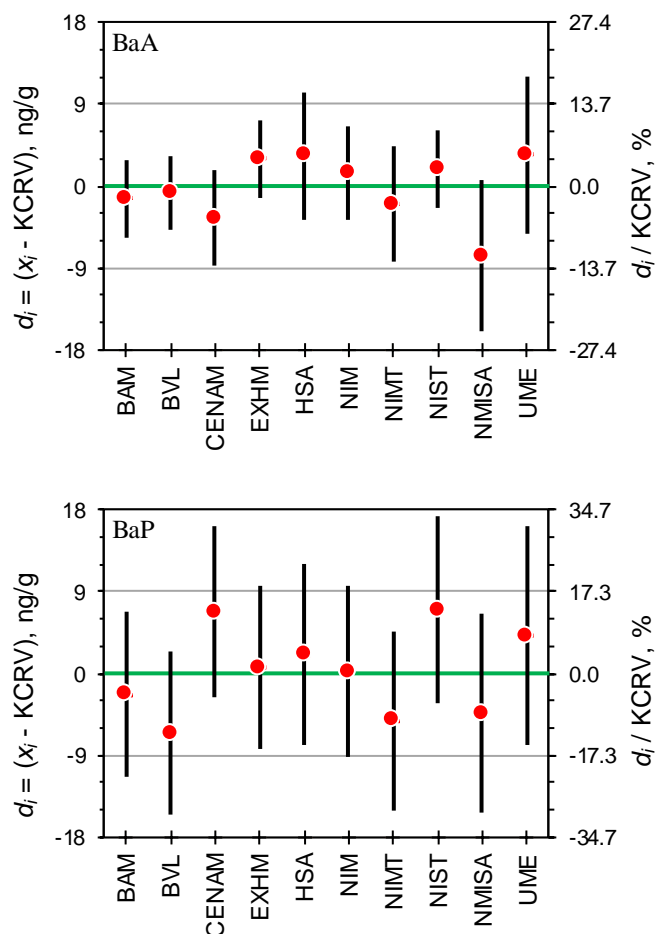 BaA
18
9
0
-9
-18
d_i = (x_i - KCRV), ng/g
27.4
13.7
0.0
-13.7
-27.4
d_i / KCRV, %
BAM
BVL
CENAM
EXHM
HSA
NIM
NIMT
NIST
NMISA
UME
BaP
18
9
0
-9
-18
d_i = (x_i - KCRV), ng/g
34.7
17.3
0.0
-17.3
-34.7
d_i / KCRV, %
BAM
BVL
CENAM
EXHM
HSA
NIM
NIMT
NIST
NMISA
UME